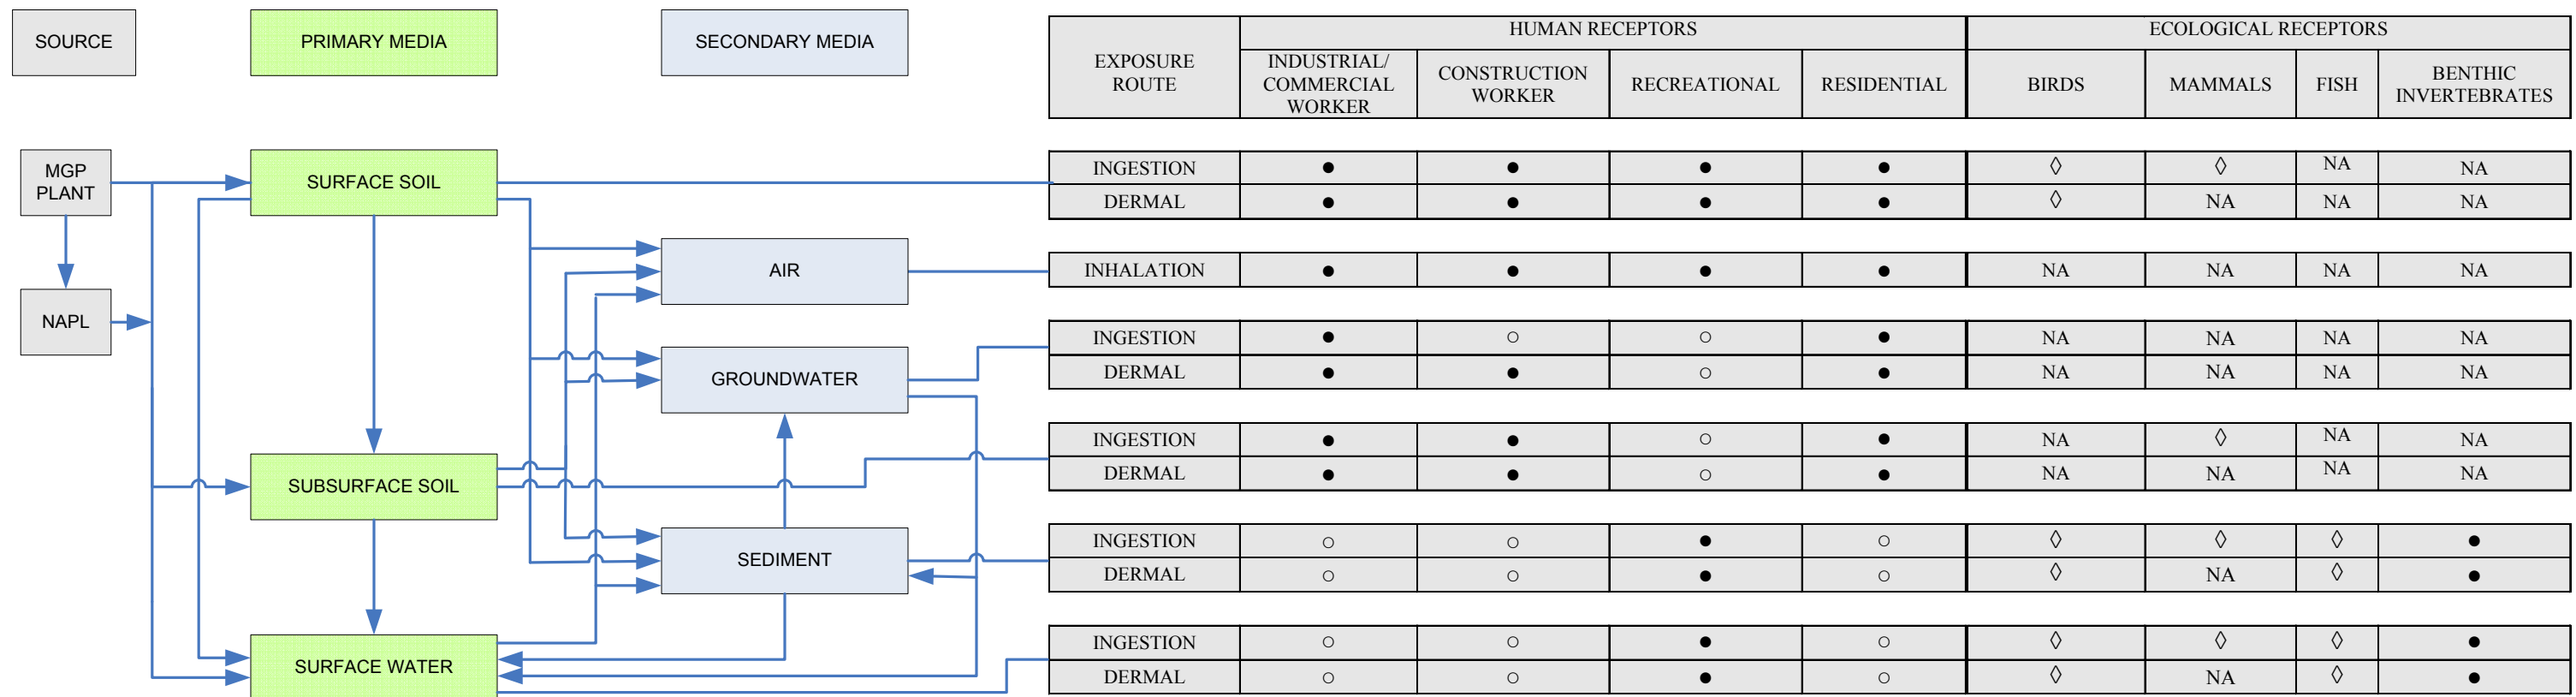 SOURCE
PRIMARY MEDIA
SECONDARY MEDIA
EXPOSURE
ROUTE
HUMAN RECEPTORS
ECOLOGICAL RECEPTORS
INDUSTRIAL/
COMMERCIAL
WORKER
CONSTRUCTION
WORKER
RECREATIONAL
RESIDENTIAL
BIRDS
MAMMALS
FISH
BENTHIC
INVERTEBRATES
MGP
PLANT
NAPL
SURFACE SOIL
SUBSURFACE SOIL
SURFACE WATER
AIR
GROUNDWATER
SEDIMENT
INGESTION ● ● ● ● ◊ ◊ NA NA
DERMAL ● ● ● ● ◊ NA NA NA
INHALATION ● ● ● ● NA NA NA NA
INGESTION ● ○ ○ ● NA NA NA NA
DERMAL ● ● ○ ● NA NA NA NA
INGESTION ● ● ○ ● NA ◊ NA NA
DERMAL ● ● ○ ● NA NA NA NA
INGESTION ○ ○ ● ○ ◊ ◊ ◊ ●
DERMAL ○ ○ ● ○ ◊ NA ◊ ●
INGESTION ○ ○ ● ○ ◊ ◊ ◊ ●
DERMAL ○ ○ ● ○ ◊ NA ◊ ●